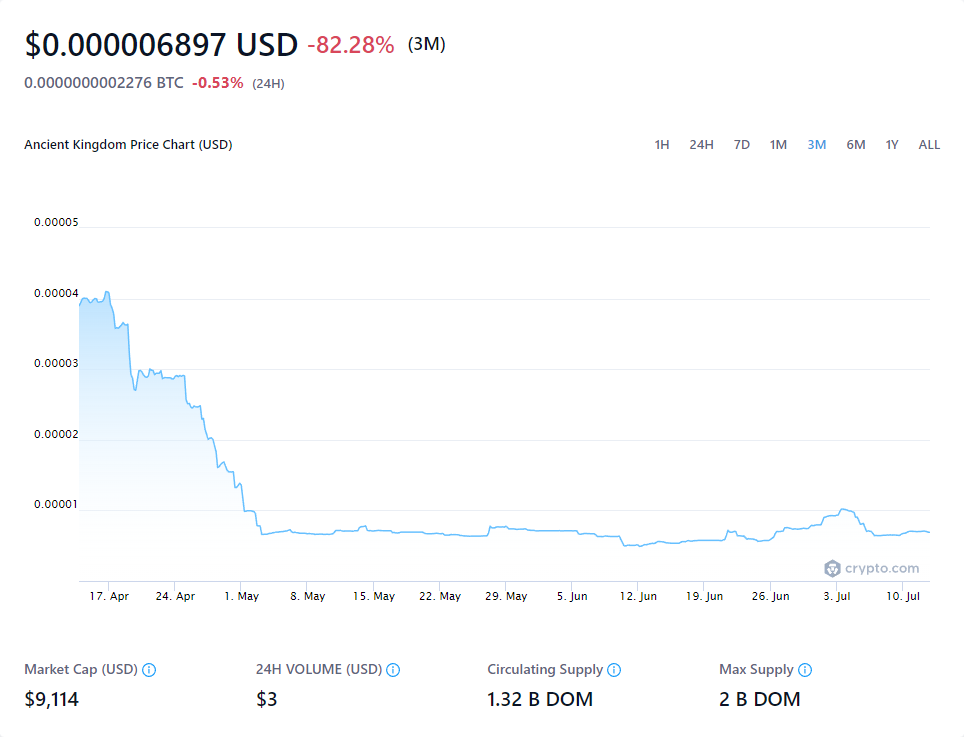 $0.000006897 USD -82.28% (3M)
0.0000000002276 BTC -0.53% (24H)
Ancient Kingdom Price Chart (USD)
1H 24H 7D 1M 3M 6M 1Y ALL
0.00005
0.00004
0.00003
0.00002
0.00001
crypto.com
17. Apr 24. Apr 1. May 8. May 15. May 22. May 29. May 5. Jun 12. Jun 19. Jun 26. Jun 3. Jul 10. Jul
Market Cap (USD) 24H VOLUME (USD) Circulating Supply Max Supply
$9,114 $3 1.32 B DOM 2 B DOM